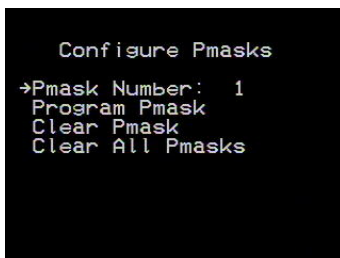 Configure Pmasks
→Pmask Number: 1
Program Pmask
Clear Pmask
Clear All Pmasks